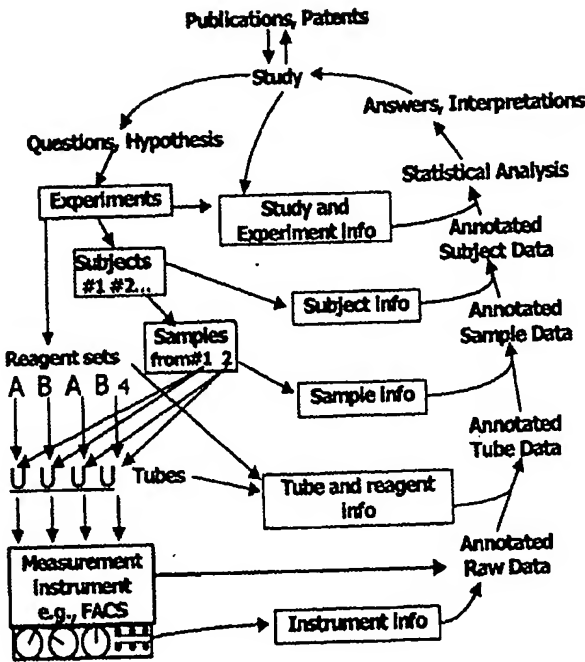 Publications, Patents
Study
Answers, Interpretations
Questions, Hypothesis
Statistical Analysis
Experiments
Study and
Experiment info
Annotated
Subject Data
Subjects
#1 #2...
Subject info
Annotated
Sample Data
Samples
from#1 2
Reagent sets
A B A B 4
Sample info
Annotated
Tube Data
U U U U Tubes
Tube and reagent
info
Annotated
Raw Data
Measurement
instrument
e.g., FACS
Instrument info